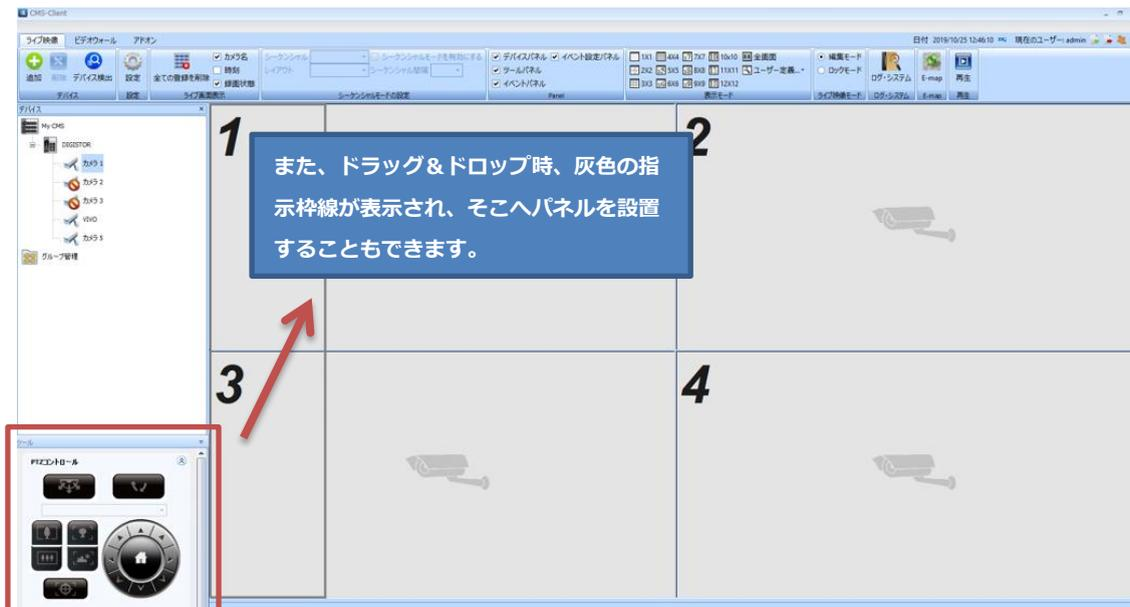 CMS-Client
ライブ映像 ビデオウォール アドオン
日付 2019/10/25 12:46:10 現在のユーザー: admin
追加 削除 デバイス検出 設定 全ての登録を削除
カメラ名
時刻
録画状態
シーケンシャル シーケンシャルモードを有効にする
レイアウト シーケンシャル間隔
デバイスパネル イベント設定パネル
ツールパネル
イベントパネル
1X1 4X4 7X7 10x10 全画面
2X2 5X5 8X8 11X11 ユーザー定義...
3X3 6X6 9X9 12X12
編集モード
ロックモード
ログ・システム E-map 再生
デバイス 設定 ライブ画面表示 シーケンシャルモードの設定 Panel 表示モード ライブ映像モード ログ・システム E-map 再生
デバイス
My CMS
DIGISTOR
カメラ 1
カメラ 2
カメラ 3
VIVO
カメラ 5
グループ管理
1
2
また、ドラッグ＆ドロップ時、灰色の指
示枠線が表示され、そこへパネルを設置
することもできます。
3
4
ツール
PTZコントロール